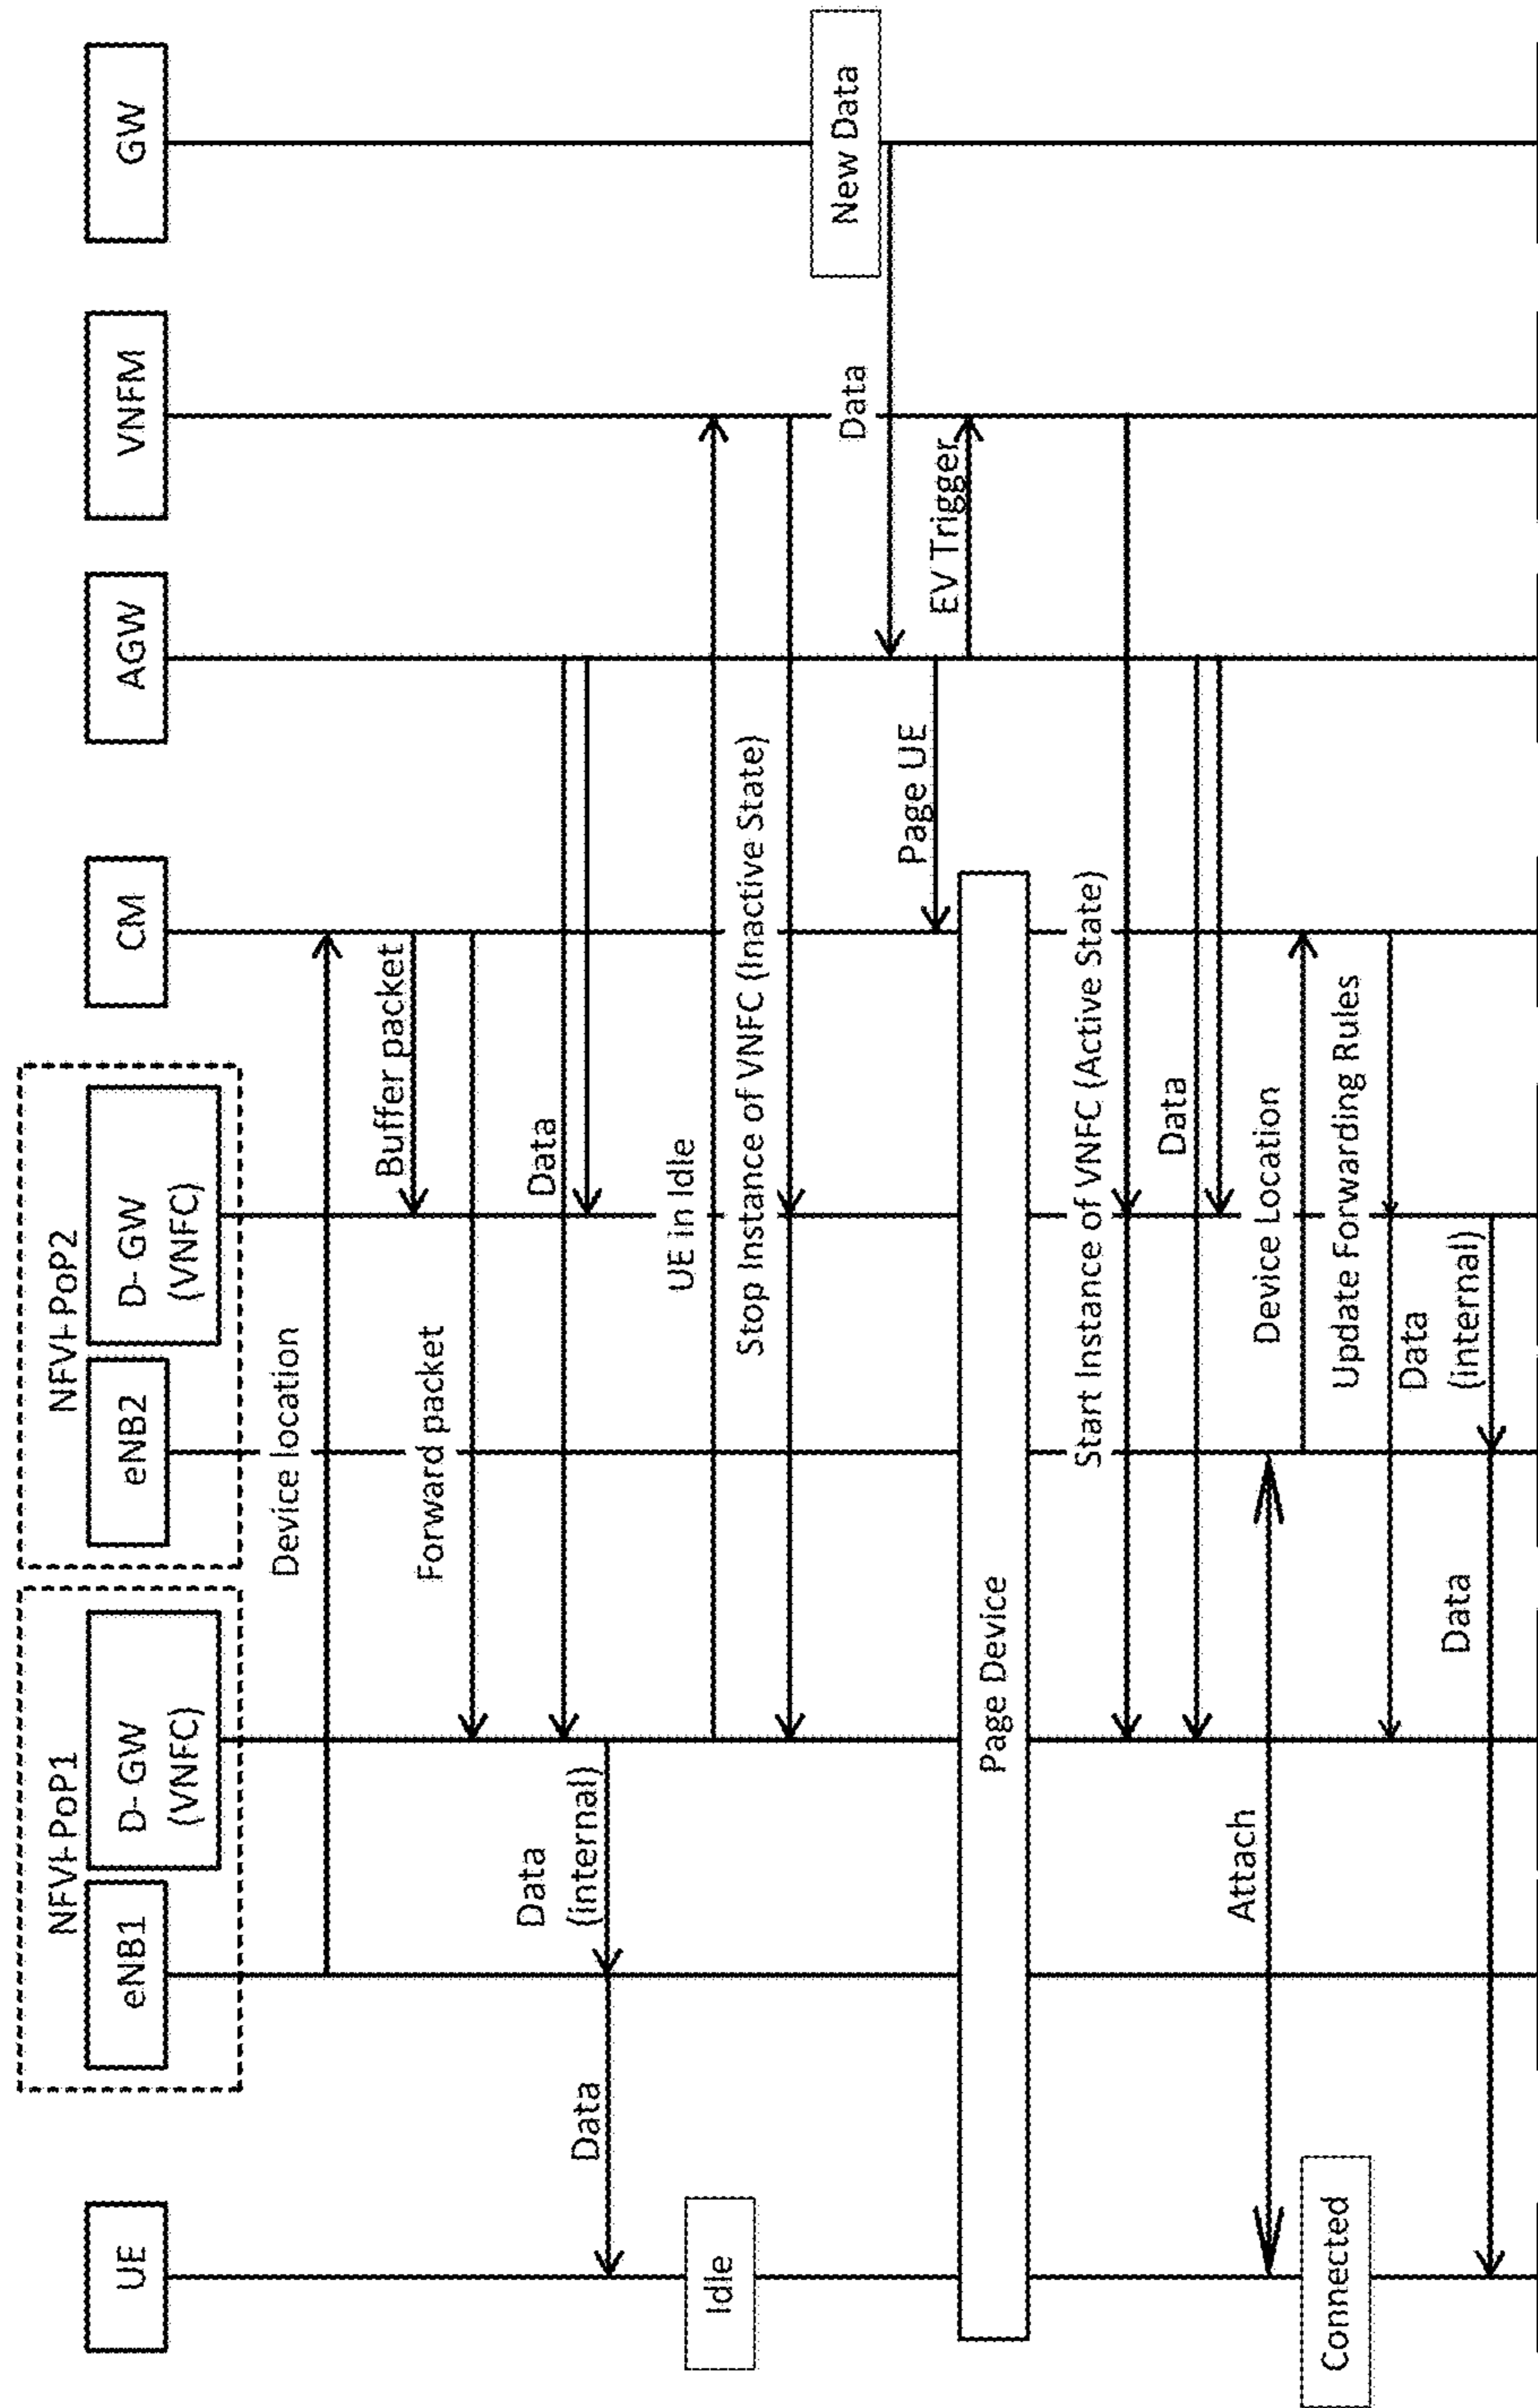 NFVI-PoP1
NFVI-PoP2
UE
eNB1
D- GW
(VNFC)
eNB2
D- GW
(VNFC)
CM
AGW
VNFM
GW
Device location
Buffer packet
Forward packet
Data
Data
(internal)
Data
Idle
UE in Idle
Stop Instance of VNFC (Inactive State)
New Data
Data
Page UE
EV Trigger
Page Device
Start Instance of VNFC (Active State)
Data
Attach
Device Location
Connected
Update Forwarding Rules
Data
(internal)
Data